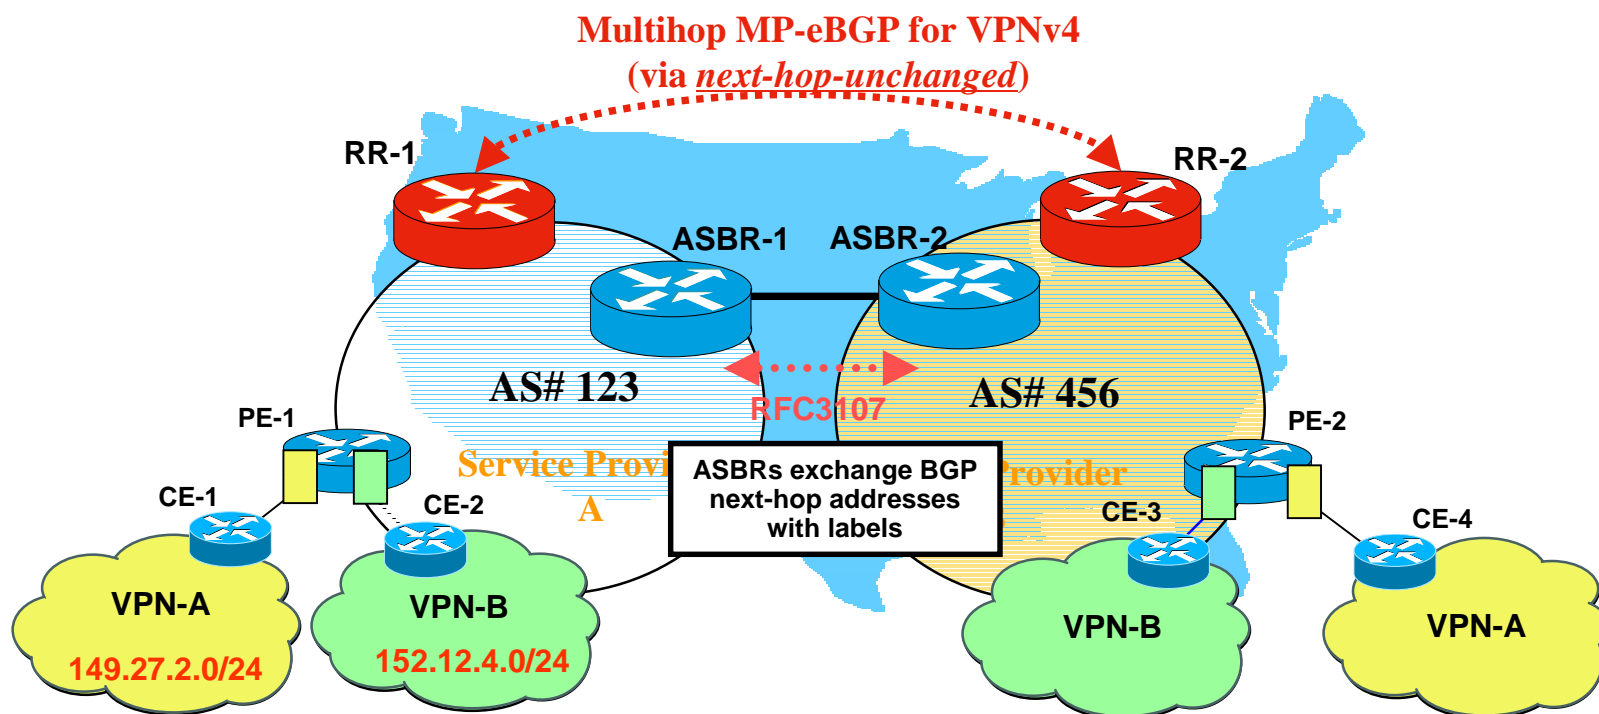 Multihop MP-eBGP for VPNv4
(via next-hop-unchanged)
RR-1
RR-2
ASBR-1
ASBR-2
AS# 123
AS# 456
RFC3107
PE-1
PE-2
Service
A
Provider
ASBRs exchange BGP
next-hop addresses
with labels
CE-1
CE-2
CE-3
CE-4
VPN-A
149.27.2.0/24
VPN-B
152.12.4.0/24
VPN-B
VPN-A